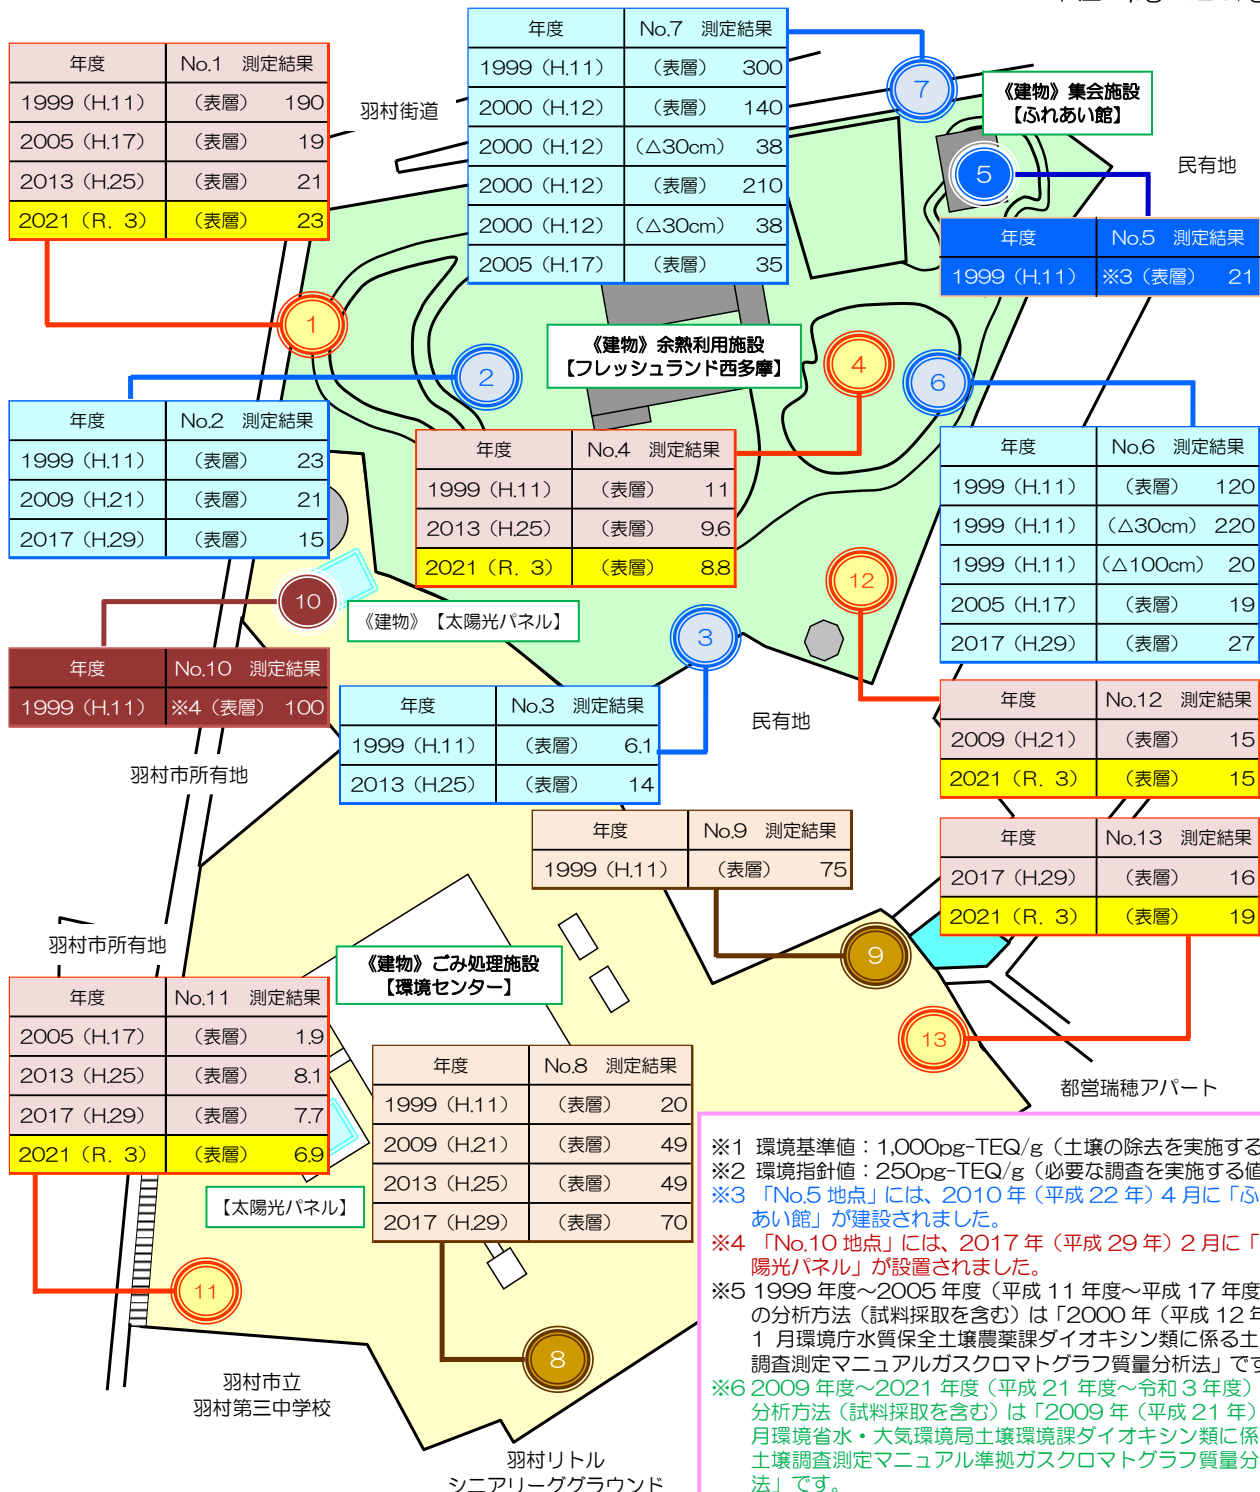 年度 No.7 測定結果
1999（H.11） （表層） 300
2000（H.12） （表層） 140
2000（H.12） （△30cm） 38
2000（H.12） （表層） 210
2000（H.12） （△30cm） 38
2005（H.17） （表層） 35
年度 No.1 測定結果
1999（H.11） （表層） 190
2005（H.17） （表層） 19
2013（H.25） （表層） 21
2021（R. 3） （表層） 23
羽村街道
7
《建物》集会施設
【ふれあい館】
5
民有地
年度 No.5 測定結果
1999（H.11） ※3（表層） 21
1
2
《建物》余熱利用施設
【フレッシュランド西多摩】
4
6
年度 No.2 測定結果
1999（H.11） （表層） 23
2009（H.21） （表層） 21
2017（H.29） （表層） 15
年度 No.4 測定結果
1999（H.11） （表層） 11
2013（H.25） （表層） 9.6
2021（R. 3） （表層） 8.8
年度 No.6 測定結果
1999（H.11） （表層） 120
1999（H.11） （△30cm） 220
1999（H.11） （△100cm） 20
2005（H.17） （表層） 19
2017（H.29） （表層） 27
10
《建物》【太陽光パネル】
12
3
年度 No.10 測定結果
1999（H.11） ※4（表層） 100
年度 No.3 測定結果
1999（H.11） （表層） 6.1
2013（H.25） （表層） 14
民有地
年度 No.12 測定結果
2009（H.21） （表層） 15
2021（R. 3） （表層） 15
羽村市所有地
年度 No.9 測定結果
1999（H.11） （表層） 75
年度 No.13 測定結果
2017（H.29） （表層） 16
2021（R. 3） （表層） 19
羽村市所有地
《建物》ごみ処理施設
【環境センター】
9
13
年度 No.11 測定結果
2005（H.17） （表層） 1.9
2013（H.25） （表層） 8.1
2017（H.29） （表層） 7.7
2021（R. 3） （表層） 6.9
年度 No.8 測定結果
1999（H.11） （表層） 20
2009（H.21） （表層） 49
2013（H.25） （表層） 49
2017（H.29） （表層） 70
都営瑞穂アパート
【太陽光パネル】
11
8
羽村市立
羽村第三中学校
羽村リトル
シニアリーググラウンド
※1 環境基準値：1,000pg-TEQ/g（土壌の除去を実施する
※2 環境指針値：250pg-TEQ/g（必要な調査を実施する値
※3 「No.5 地点」には、2010 年（平成 22 年）4 月に「ふ
あい館」が建設されました。
※4 「No.10 地点」には、2017 年（平成 29 年）2 月に「
陽光パネル」が設置されました。
※5 1999 年度～2005 年度（平成 11 年度～平成 17 年度
の分析方法（試料採取を含む）は「2000 年（平成 12 年
1 月環境庁水質保全土壌農薬課ダイオキシン類に係る土
調査測定マニュアルガスクロマトグラフ質量分析法」です
※6 2009 年度～2021 年度（平成 21 年度～令和 3 年度）
分析方法（試料採取を含む）は「2009 年（平成 21 年）
月環境省水・大気環境局土壌環境課ダイオキシン類に係
土壌調査測定マニュアル準拠ガスクロマトグラフ質量分
法」です。